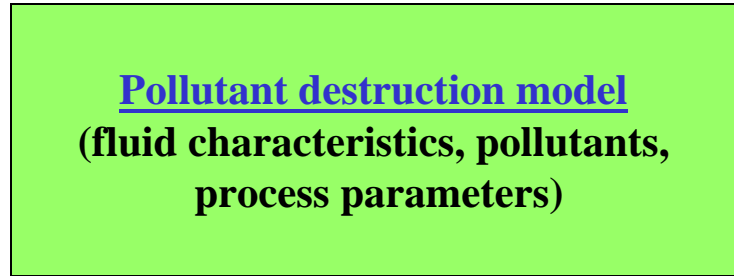 Pollutant destruction model
(fluid characteristics, pollutants,
process parameters)